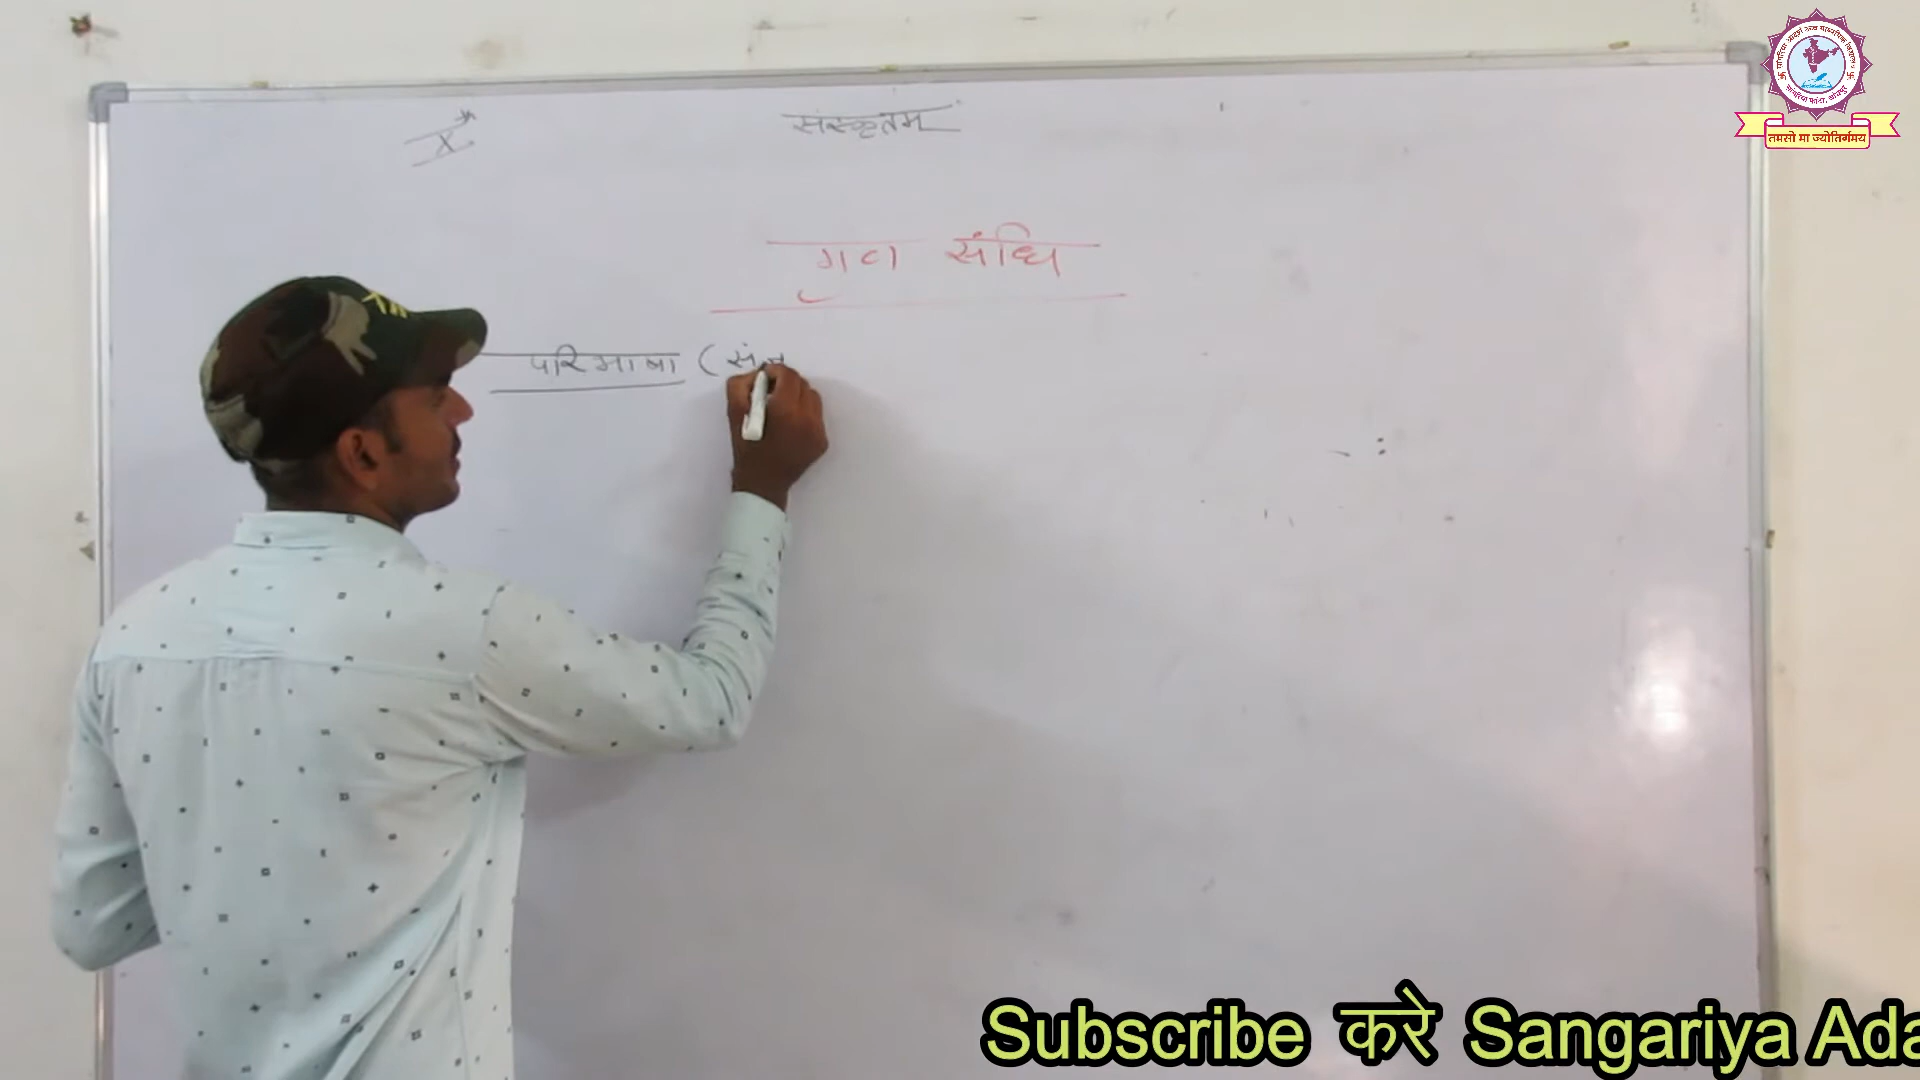 X
संस्कृतम्
गुण संधि
परिभाषा (सं
तमसो मा ज्योतिर्गमय
Subscribe करे Sangariya Ada